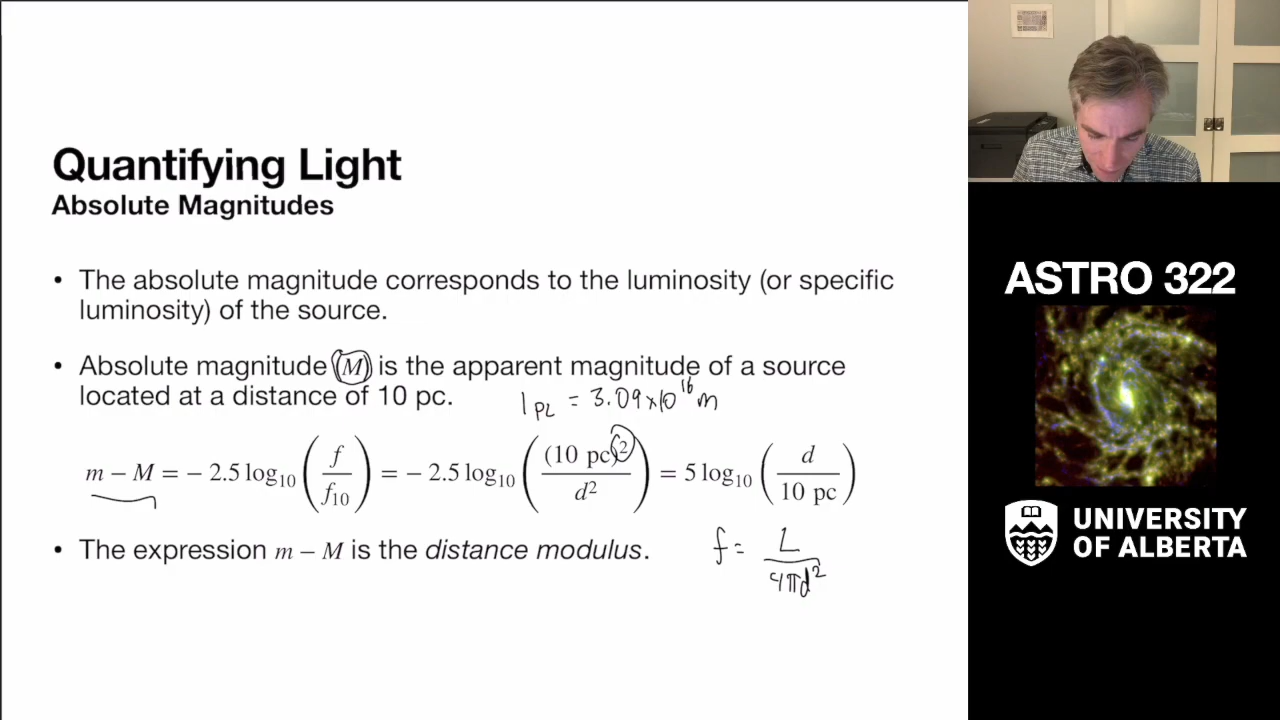 Quantifying Light
Absolute Magnitudes
• The absolute magnitude corresponds to the luminosity (or specific
luminosity) of the source.
• Absolute magnitude (M) is the apparent magnitude of a source
located at a distance of 10 pc.
1 pc = 3.09×10^16 m
m − M = − 2.5 log₁₀ (f / f₁₀) = − 2.5 log₁₀ ((10 pc)² / d²) = 5 log₁₀ (d / 10 pc)
• The expression m − M is the distance modulus.
f = L / 4πd²
ASTRO 322
UNIVERSITY
OF ALBERTA